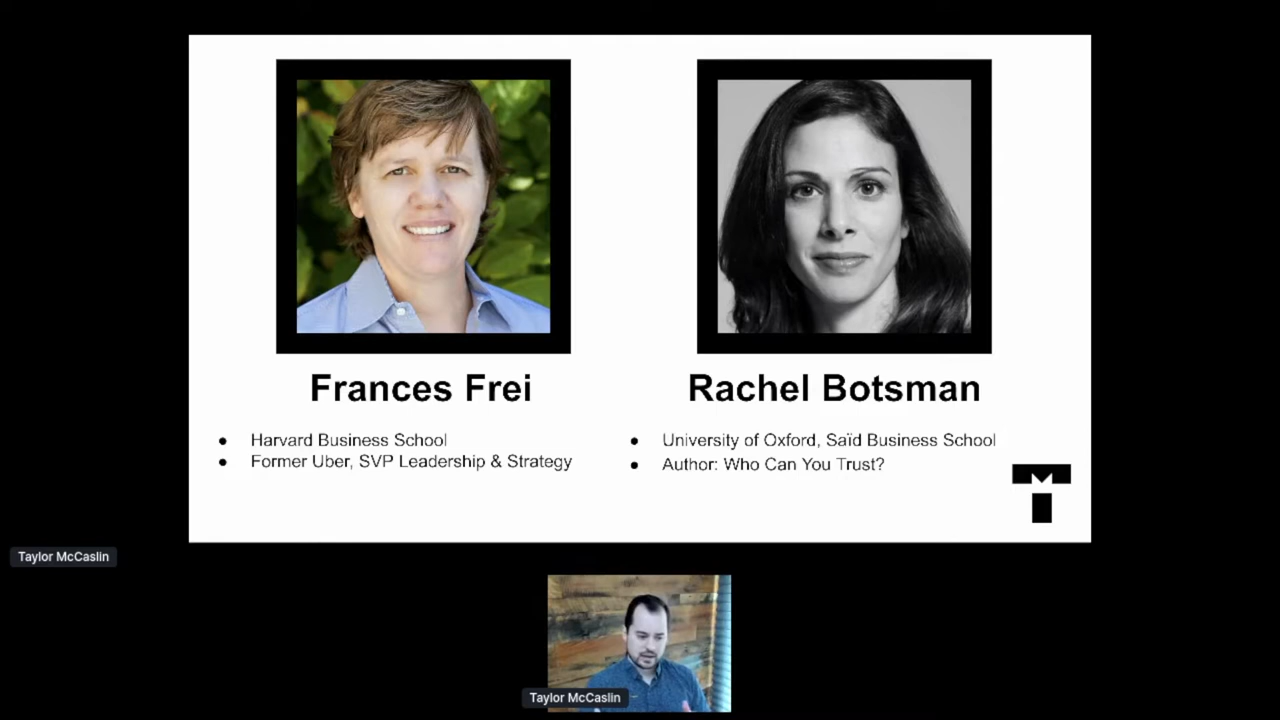 Frances Frei
Harvard Business School
Former Uber, SVP Leadership & Strategy
Rachel Botsman
University of Oxford, Saïd Business School
Author: Who Can You Trust?
Taylor McCaslin
Taylor McCaslin